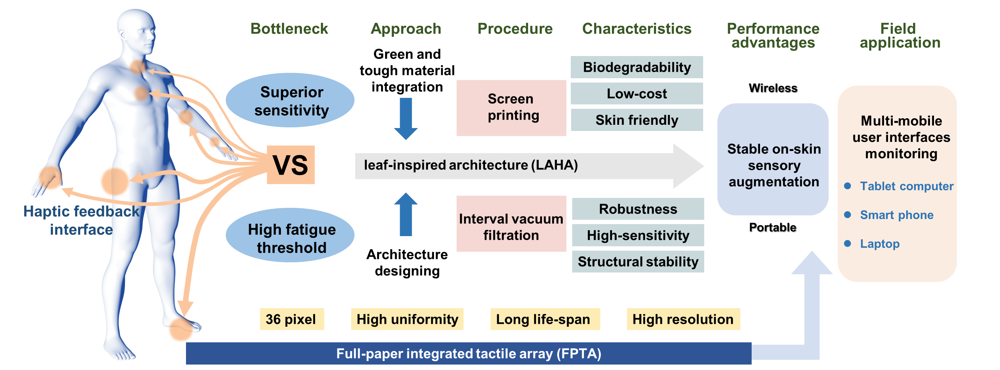 Bottleneck
Approach
Procedure
Characteristics
Performance
advantages
Field
application
Haptic feedback
interface
Superior
sensitivity
VS
High fatigue
threshold
Green and
tough material
integration
leaf-inspired architecture (LAHA)
Architecture
designing
Screen
printing
Interval vacuum
filtration
Biodegradability
Low-cost
Skin friendly
Robustness
High-sensitivity
Structural stability
Wireless
Stable on-skin
sensory
augmentation
Portable
Multi-mobile
user interfaces
monitoring
● Tablet computer
● Smart phone
● Laptop
36 pixel
High uniformity
Long life-span
High resolution
Full-paper integrated tactile array (FPTA)